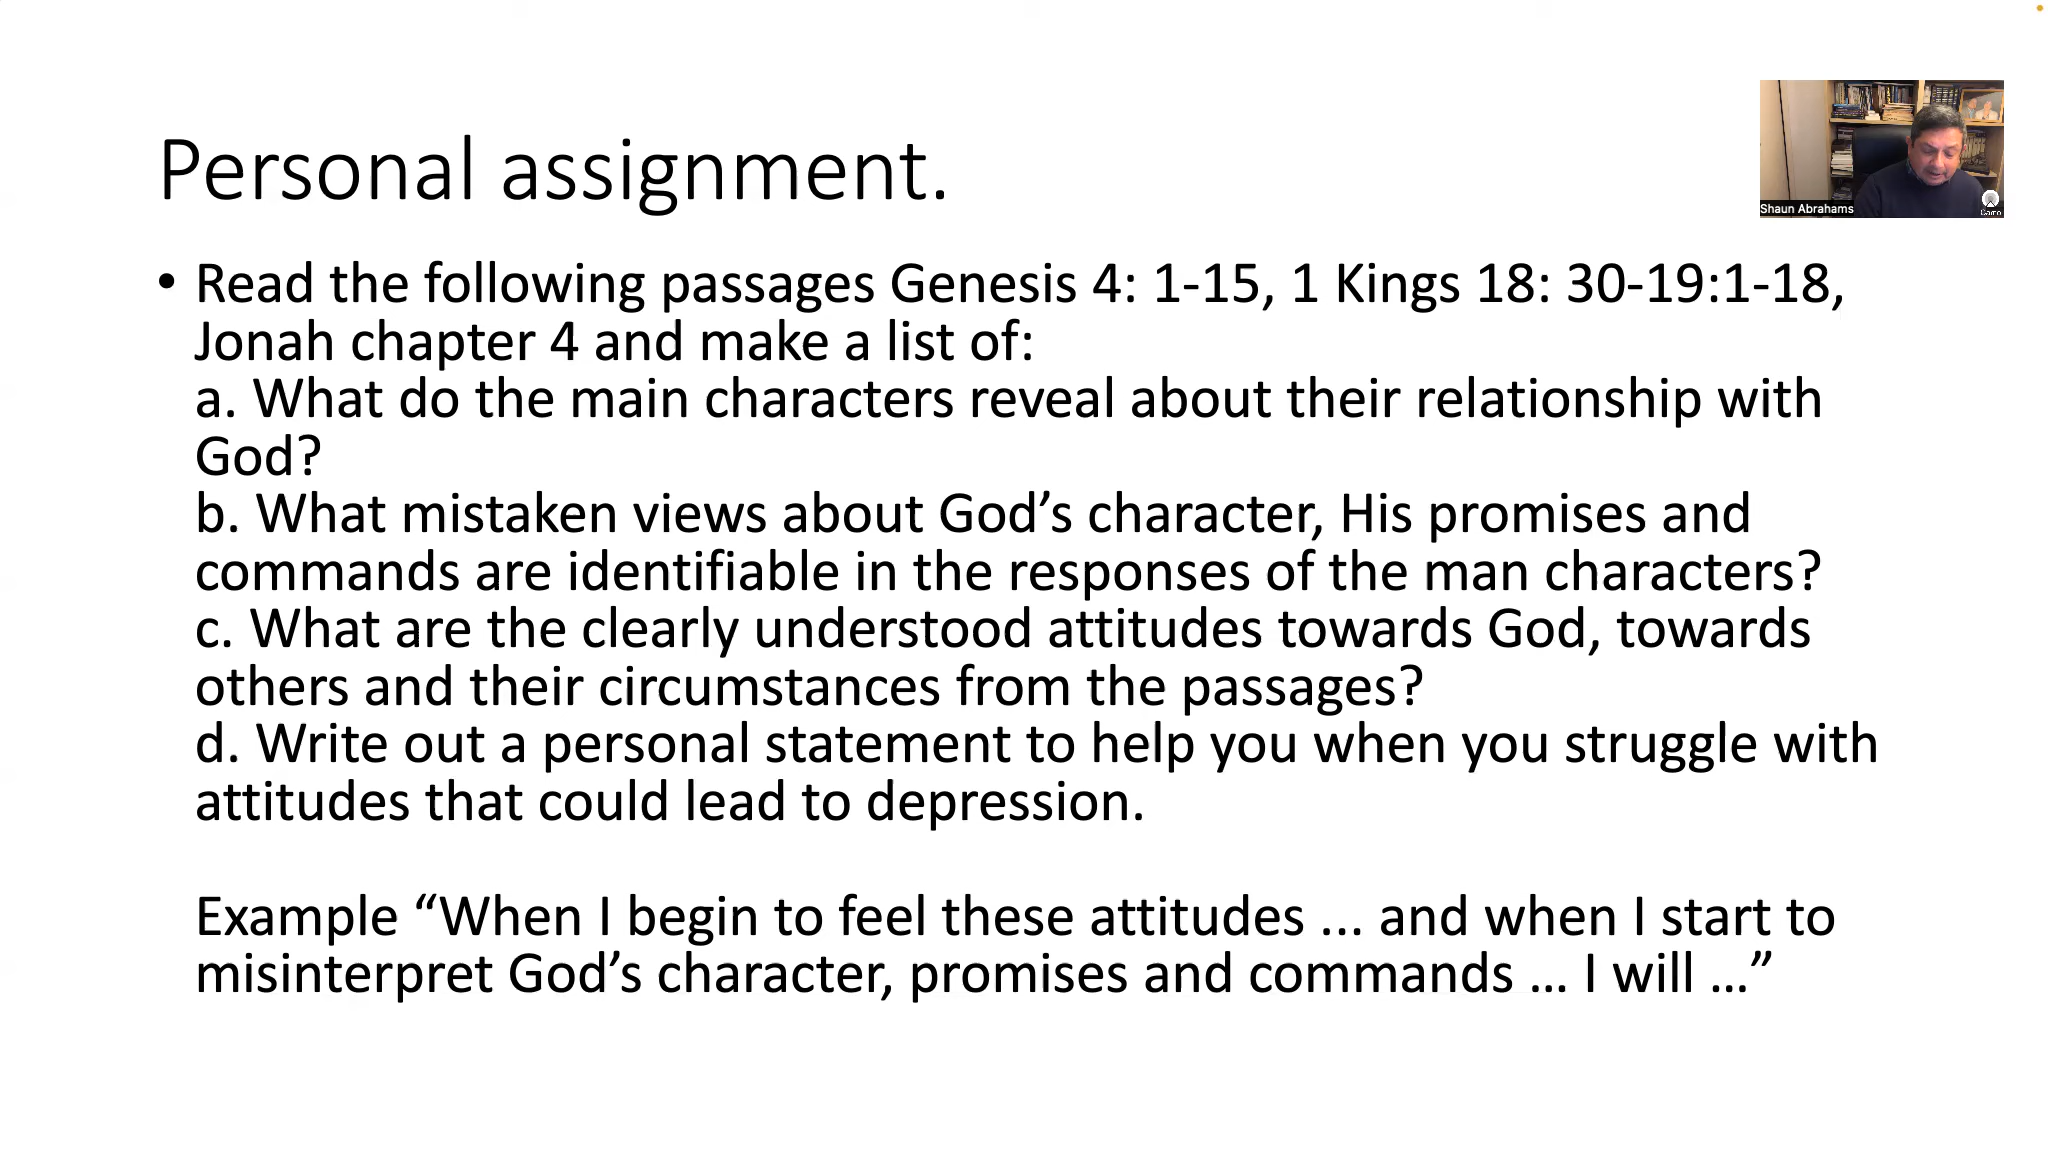 Personal assignment.
Shaun Abrahams
Camo
• Read the following passages Genesis 4: 1-15, 1 Kings 18: 30-19:1-18,
Jonah chapter 4 and make a list of:
a. What do the main characters reveal about their relationship with
God?
b. What mistaken views about God’s character, His promises and
commands are identifiable in the responses of the man characters?
c. What are the clearly understood attitudes towards God, towards
others and their circumstances from the passages?
d. Write out a personal statement to help you when you struggle with
attitudes that could lead to depression.
Example “When I begin to feel these attitudes ... and when I start to
misinterpret God’s character, promises and commands … I will …”